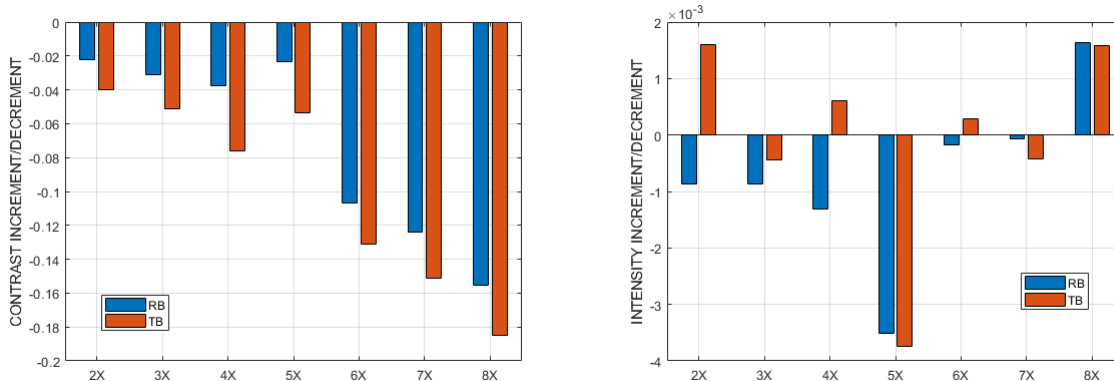 CONTRAST INCREMENT/DECREMENT
0
-0.02
-0.04
-0.06
-0.08
-0.1
-0.12
-0.14
-0.16
-0.18
-0.2
2X 3X 4X 5X 6X 7X 8X
RB
TB
INTENSITY INCREMENT/DECREMENT
×10-3
2
1
0
-1
-2
-3
-4
2X 3X 4X 5X 6X 7X 8X
RB
TB